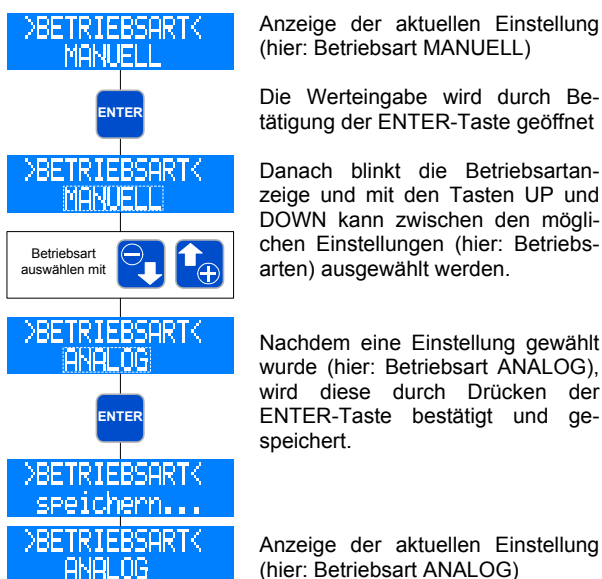 >BETRIEBSART<
MANUELL
Anzeige der aktuellen Einstellung
(hier: Betriebsart MANUELL)
ENTER
Die Werteingabe wird durch Be-
tätigung der ENTER-Taste geöffnet
>BETRIEBSART<
MANUELL
Danach blinkt die Betriebsartan-
zeige und mit den Tasten UP und
DOWN kann zwischen den mögli-
chen Einstellungen (hier: Betriebs-
arten) ausgewählt werden.
Betriebsart
auswählen mit
>BETRIEBSART<
ANALOG
Nachdem eine Einstellung gewählt
wurde (hier: Betriebsart ANALOG),
wird diese durch Drücken der
ENTER-Taste bestätigt und ge-
speichert.
ENTER
>BETRIEBSART<
speichern...
>BETRIEBSART<
ANALOG
Anzeige der aktuellen Einstellung
(hier: Betriebsart ANALOG)